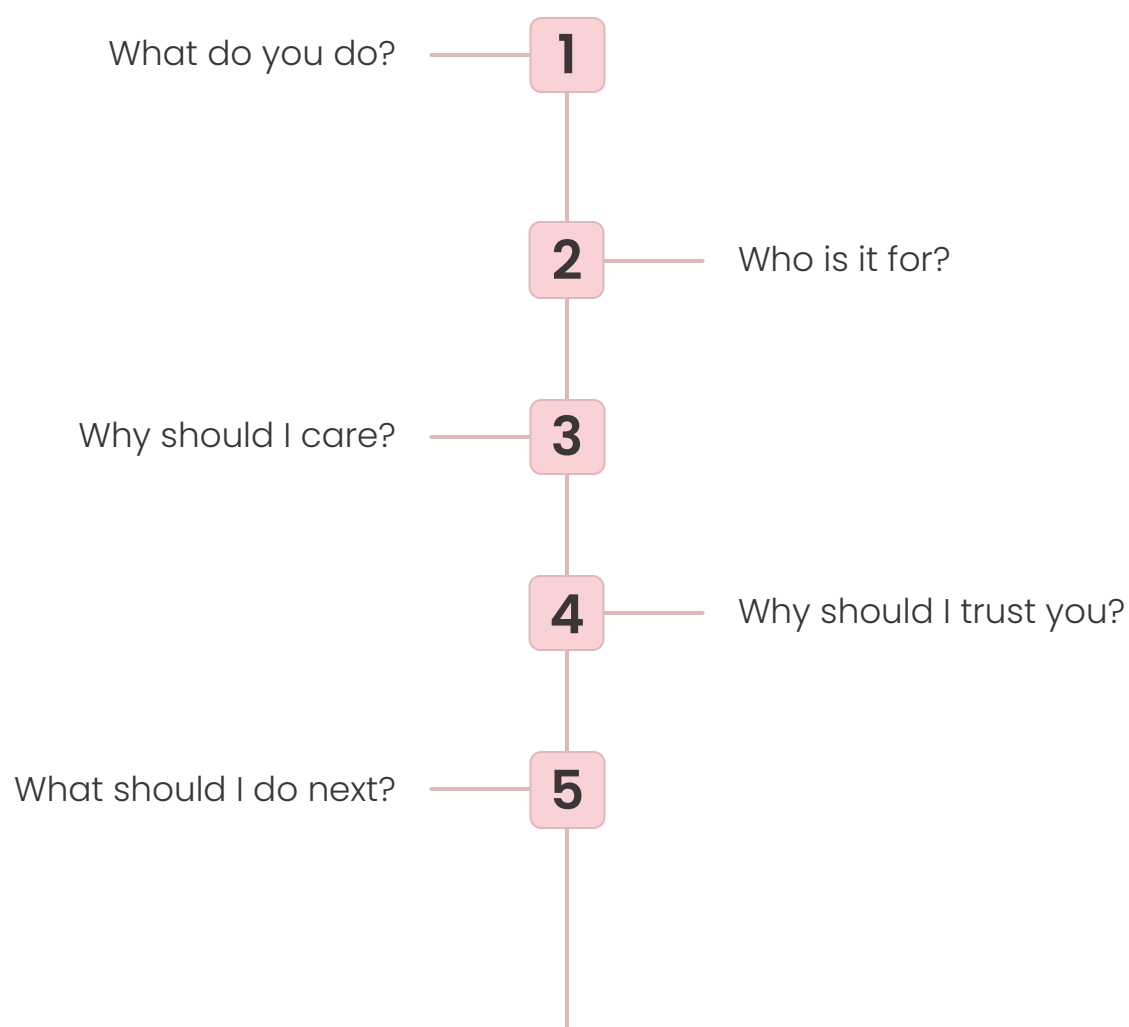 What do you do?
1
2
Who is it for?
Why should I care?
3
4
Why should I trust you?
What should I do next?
5